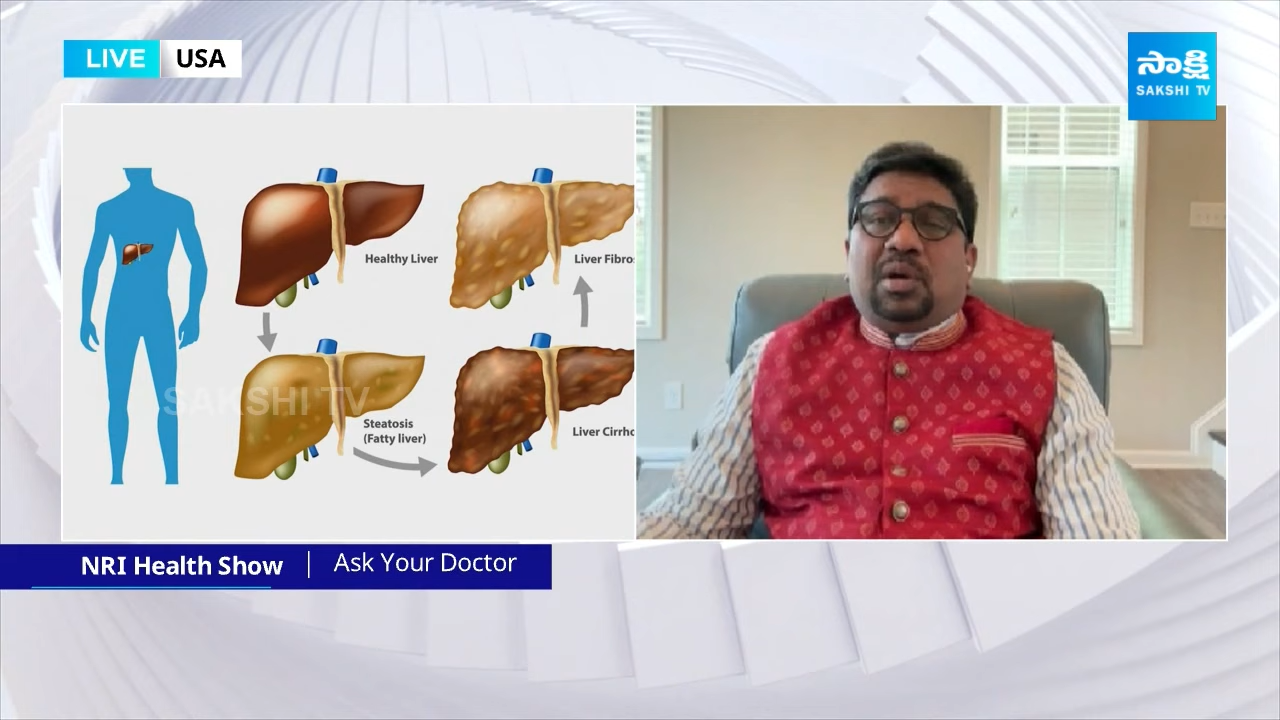 LIVE USA
సాక్షి
SAKSHI TV
Healthy Liver
Liver Fibro
SAKSHI TV
Steatosis
(Fatty liver)
Liver Cirrho
NRI Health Show | Ask Your Doctor